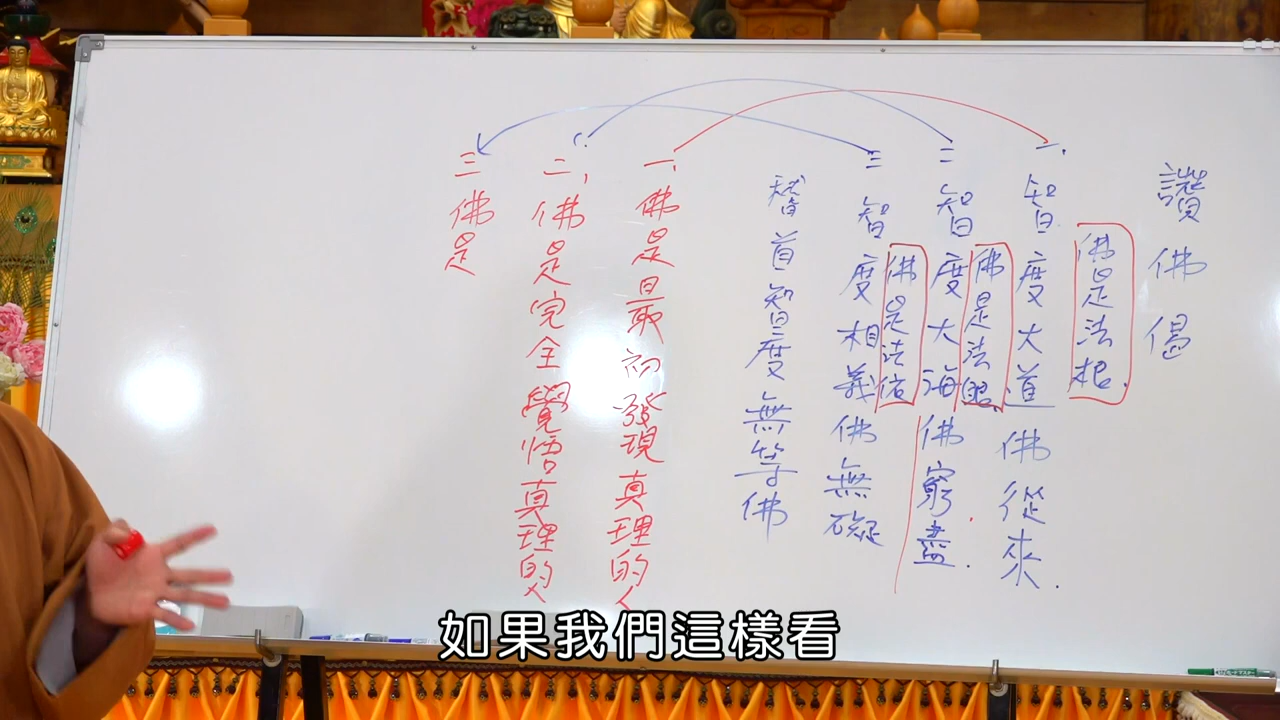 讚佛偈
佛是法根.
一、智度大道佛從來.
佛是法眼.
二 智度大海佛窮盡.
佛是法依
三 智度相義佛無礙
稽首智度無等佛
一、佛是最初發現真理的人
二、佛是完全覺悟真理的人
三 佛是
如果我們這樣看